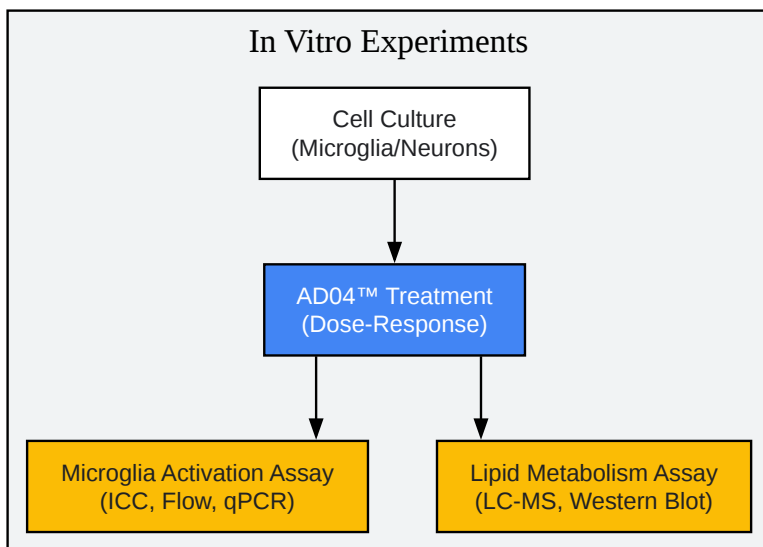 In Vitro Experiments
Cell Culture
(Microglia/Neurons)
AD04™ Treatment
(Dose-Response)
Microglia Activation Assay
(ICC, Flow, qPCR)
Lipid Metabolism Assay
(LC-MS, Western Blot)